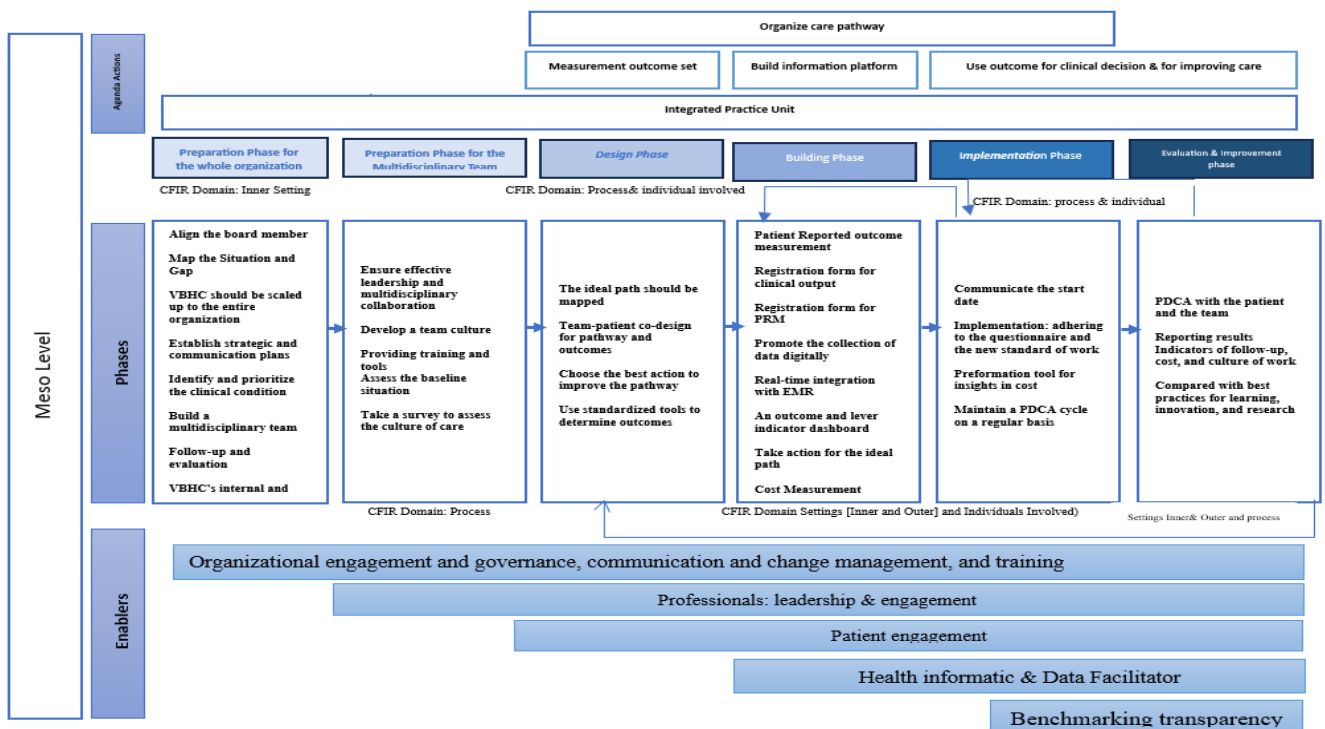 Organize care pathway
Measurement outcome set
Build information platform
Use outcome for clinical decision & for improving care
Integrated Practice Unit
Meso Level
Agenda Actions
Phases
Enablers
Preparation Phase for
the whole organization
Preparation Phase for the
Multidisciplinary Team
Design Phase
Building Phase
Implementation Phase
Evaluation & Improvement
phase
CFIR Domain: Inner Setting
CFIR Domain: Process& individual involved
CFIR Domain: process & individual
Align the board member
Map the Situation and
Gap
VBHC should be scaled
up to the entire
organization
Establish strategic and
communication plans
Identify and prioritize
the clinical condition
Build a
multidisciplinary team
Follow-up and
evaluation
VBHC's internal and
Ensure effective
leadership and
multidisciplinary
collaboration
Develop a team culture
Providing training and
tools
Assess the baseline
situation
Take a survey to assess
the culture of care
The ideal path should be
mapped
Team-patient co-design
for pathway and
outcomes
Choose the best action to
improve the pathway
Use standardized tools to
determine outcomes
Patient Reported outcome
measurement
Registration form for
clinical output
Registration form for
PRM
Promote the collection of
data digitally
Real-time integration
with EMR
An outcome and lever
indicator dashboard
Take action for the ideal
path
Cost Measurement
Communicate the start
date
Implementation: adhering
to the questionnaire and
the new standard of work
Preformation tool for
insights in cost
Maintain a PDCA cycle
on a regular basis
PDCA with the patient
and the team
Reporting results
Indicators of follow-up,
cost, and culture of work
Compared with best
practices for learning,
innovation, and research
CFIR Domain: Process
CFIR Domain Settings [Inner and Outer] and Individuals Involved)
Settings Inner& Outer and process
Organizational engagement and governance, communication and change management, and training
Professionals: leadership & engagement
Patient engagement
Health informatic & Data Facilitator
Benchmarking transparency